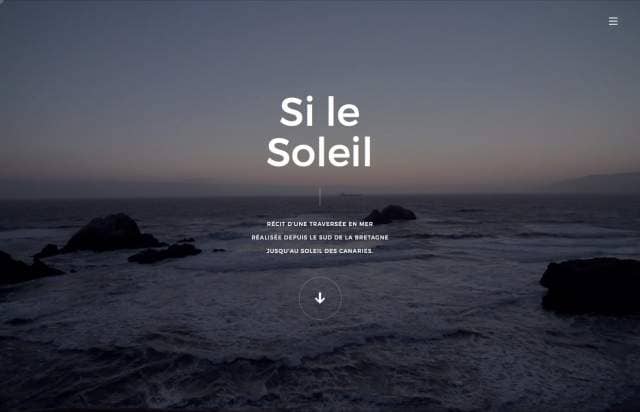 Si le
Soleil
RÉCIT D'UNE TRAVERSÉE EN MER
RÉALISÉE DEPUIS LE SUD DE LA BRETAGNE
JUSQU'AU SOLEIL DES CANARIES.